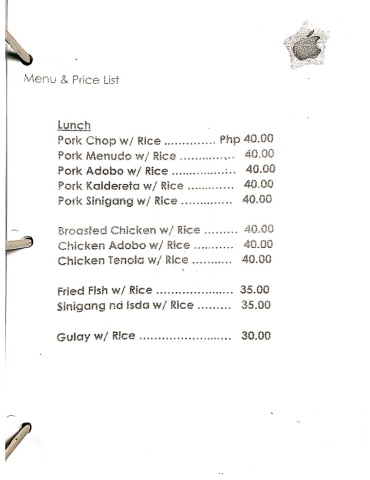 Menu & Price List
Lunch
Pork Chop w/ Rice .............. Php 40.00
Pork Menudo w/ Rice .............. 40.00
Pork Adobo w/ Rice ................ 40.00
Pork Kaldereta w/ Rice ............ 40.00
Pork Sinigang w/ Rice ............. 40.00
Broasted Chicken w/ Rice ......... 40.00
Chicken Adobo w/ Rice ........... 40.00
Chicken Tenola w/ Rice ........... 40.00
Fried Fish w/ Rice ...................... 35.00
Sinigang na Isda w/ Rice ......... 35.00
Gulay w/ Rice .......................... 30.00